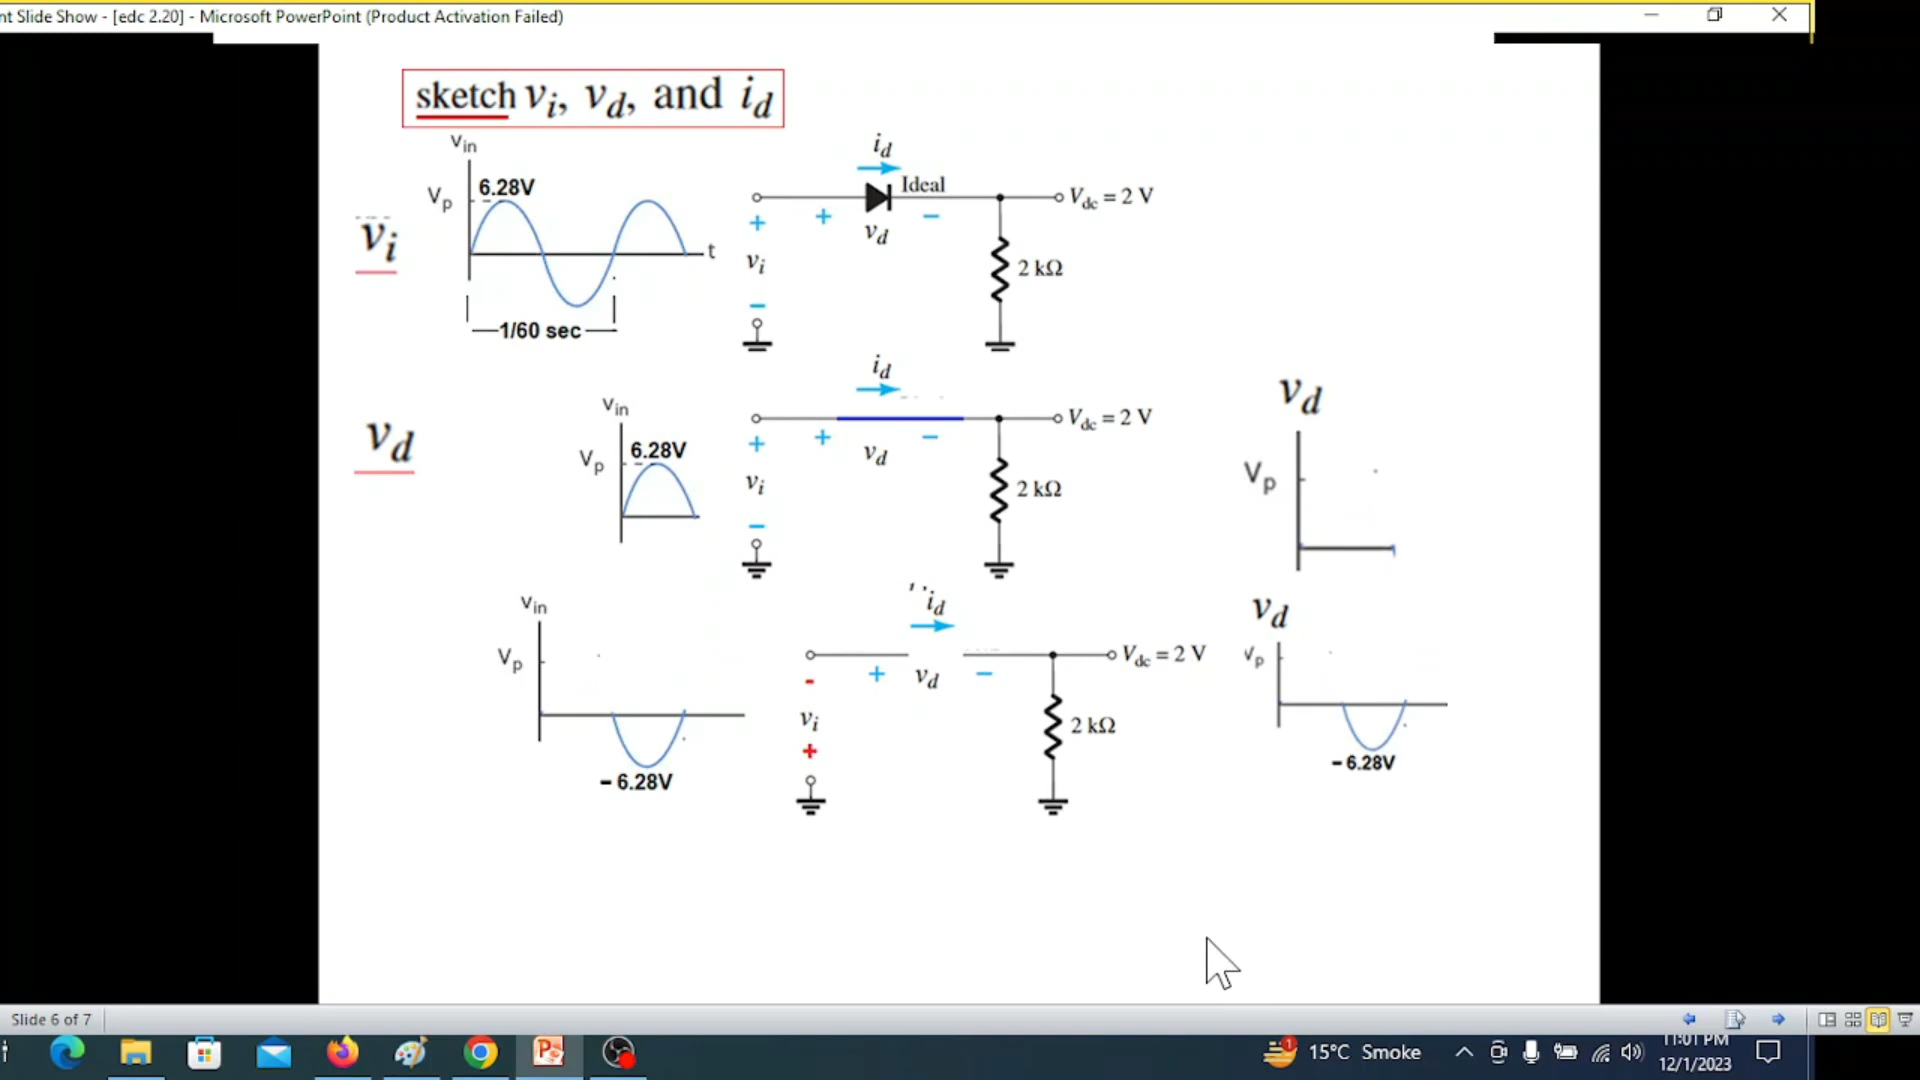 nt Slide Show - [edc 2.20] - Microsoft PowerPoint (Product Activation Failed)
sketch vi, vd, and id
vin
Vp 6.28V
vi
t
1/60 sec
id
Ideal
Vdc = 2 V
+ + vd −
vi
2 kΩ
−
vd
vin
Vp 6.28V
id
Vdc = 2 V
+ + vd −
vi
2 kΩ
−
vd
Vp
vin
Vp
− 6.28V
id
Vdc = 2 V
- + vd −
vi
2 kΩ
+
vd
Vp
− 6.28V
Slide 6 of 7
1
15°C Smoke
11:01 PM
12/1/2023